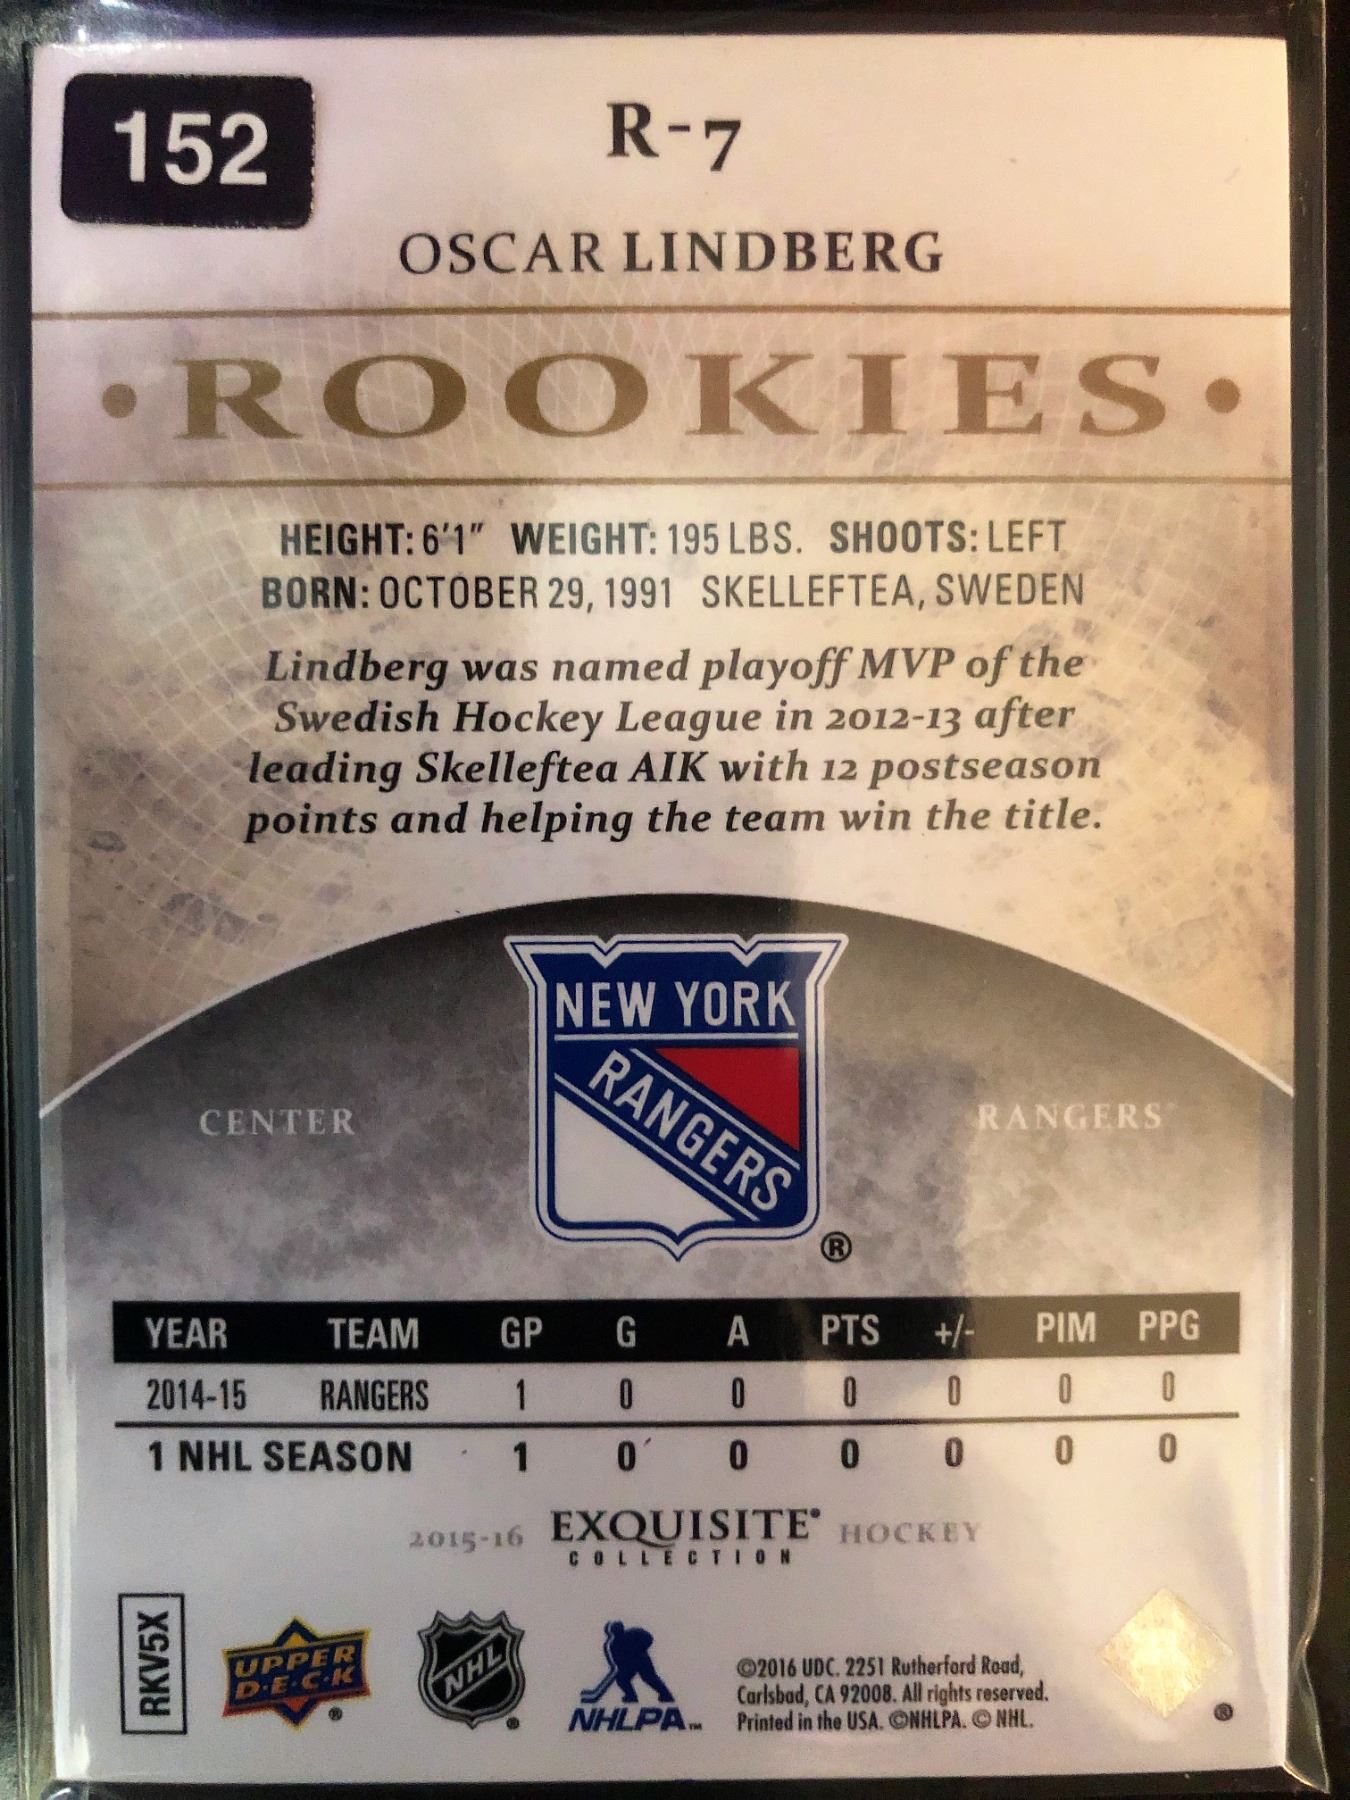 152
R-7
OSCAR LINDBERG
• ROOKIES •
HEIGHT: 6'1" WEIGHT: 195 LBS. SHOOTS: LEFT
BORN: OCTOBER 29, 1991 SKELLEFTEA, SWEDEN
Lindberg was named playoff MVP of the
Swedish Hockey League in 2012-13 after
leading Skelleftea AIK with 12 postseason
points and helping the team win the title.
NEW YORK
RANGERS
®
CENTER
RANGERS
YEAR TEAM GP G A PTS +/- PIM PPG
2014-15 RANGERS 1 0 0 0 0 0 0
1 NHL SEASON 1 0 0 0 0 0 0
2015-16 EXQUISITE® HOCKEY
COLLECTION
RKV5X
UPPER
D•E•C•K ®
NHL ®
NHLPA™
©2016 UDC. 2251 Rutherford Road,
Carlsbad, CA 92008. All rights reserved.
Printed in the USA. ©NHLPA. © NHL.
®